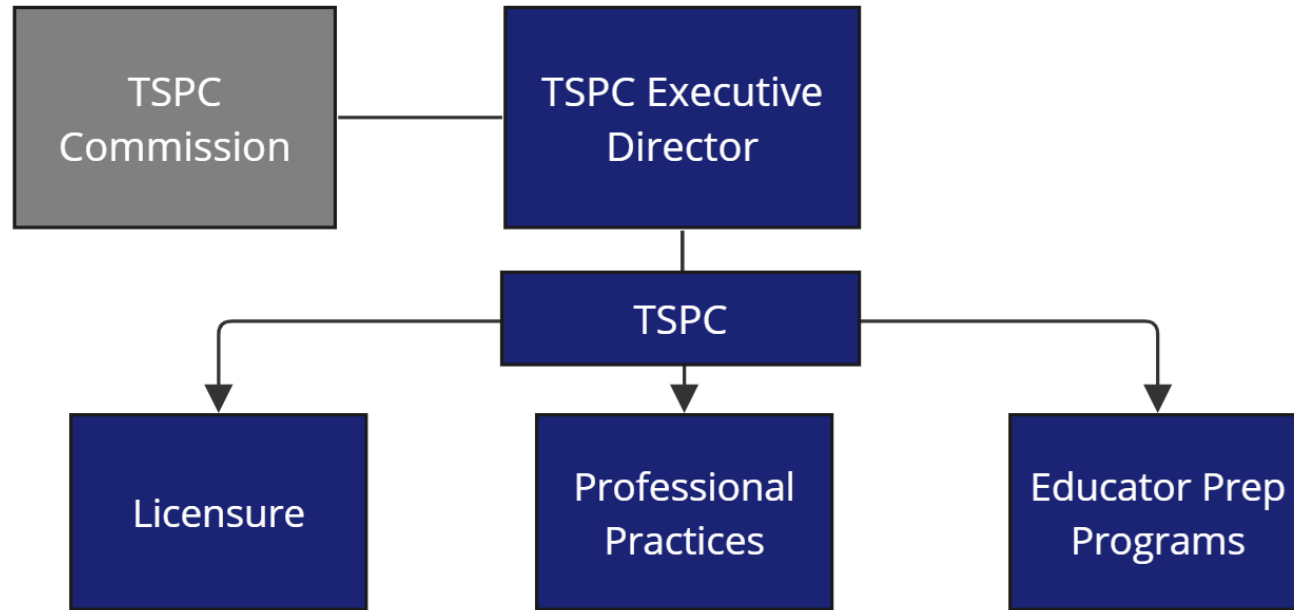 TSPC
Commission
TSPC Executive
Director
TSPC
Licensure
Professional
Practices
Educator Prep
Programs